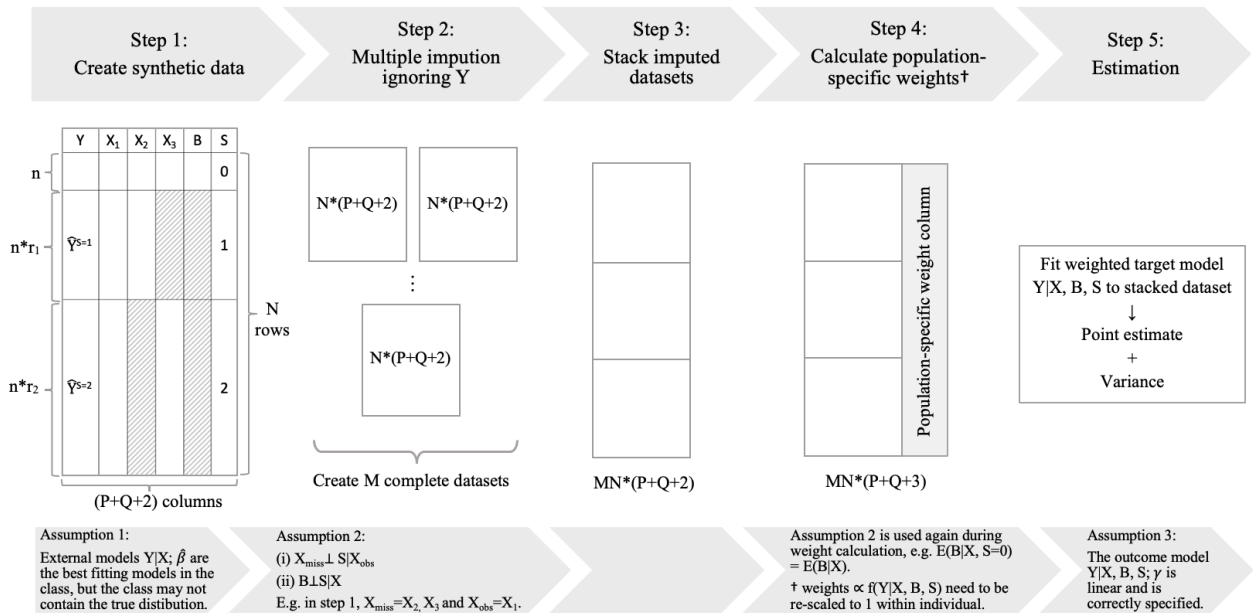 Step 1:
Create synthetic data
Step 2:
Multiple impution
ignoring Y
Step 3:
Stack imputed
datasets
Step 4:
Calculate population-
specific weights†
Step 5:
Estimation
Y X₁ X₂ X₃ B S
n
0
n*r₁
Ŷˢ⁼¹
1
n*r₂
Ŷˢ⁼²
2
N
rows
(P+Q+2) columns
N*(P+Q+2)
N*(P+Q+2)
⋮
N*(P+Q+2)
Create M complete datasets
MN*(P+Q+2)
Population-specific weight column
MN*(P+Q+3)
Fit weighted target model
Y|X, B, S to stacked dataset
↓
Point estimate
+
Variance
Assumption 1:
External models Y|X; β̂ are
the best fitting models in the
class, but the class may not
contain the true distibution.
Assumption 2:
(i) Xmiss⊥ S|Xobs
(ii) B⊥S|X
E.g. in step 1, Xmiss=X₂, X₃ and Xobs=X₁.
Assumption 2 is used again during
weight calculation, e.g. E(B|X, S=0)
= E(B|X).
† weights ∝ f(Y|X, B, S) need to be
re-scaled to 1 within individual.
Assumption 3:
The outcome model
Y|X, B, S; γ is
linear and is
correctly specified.